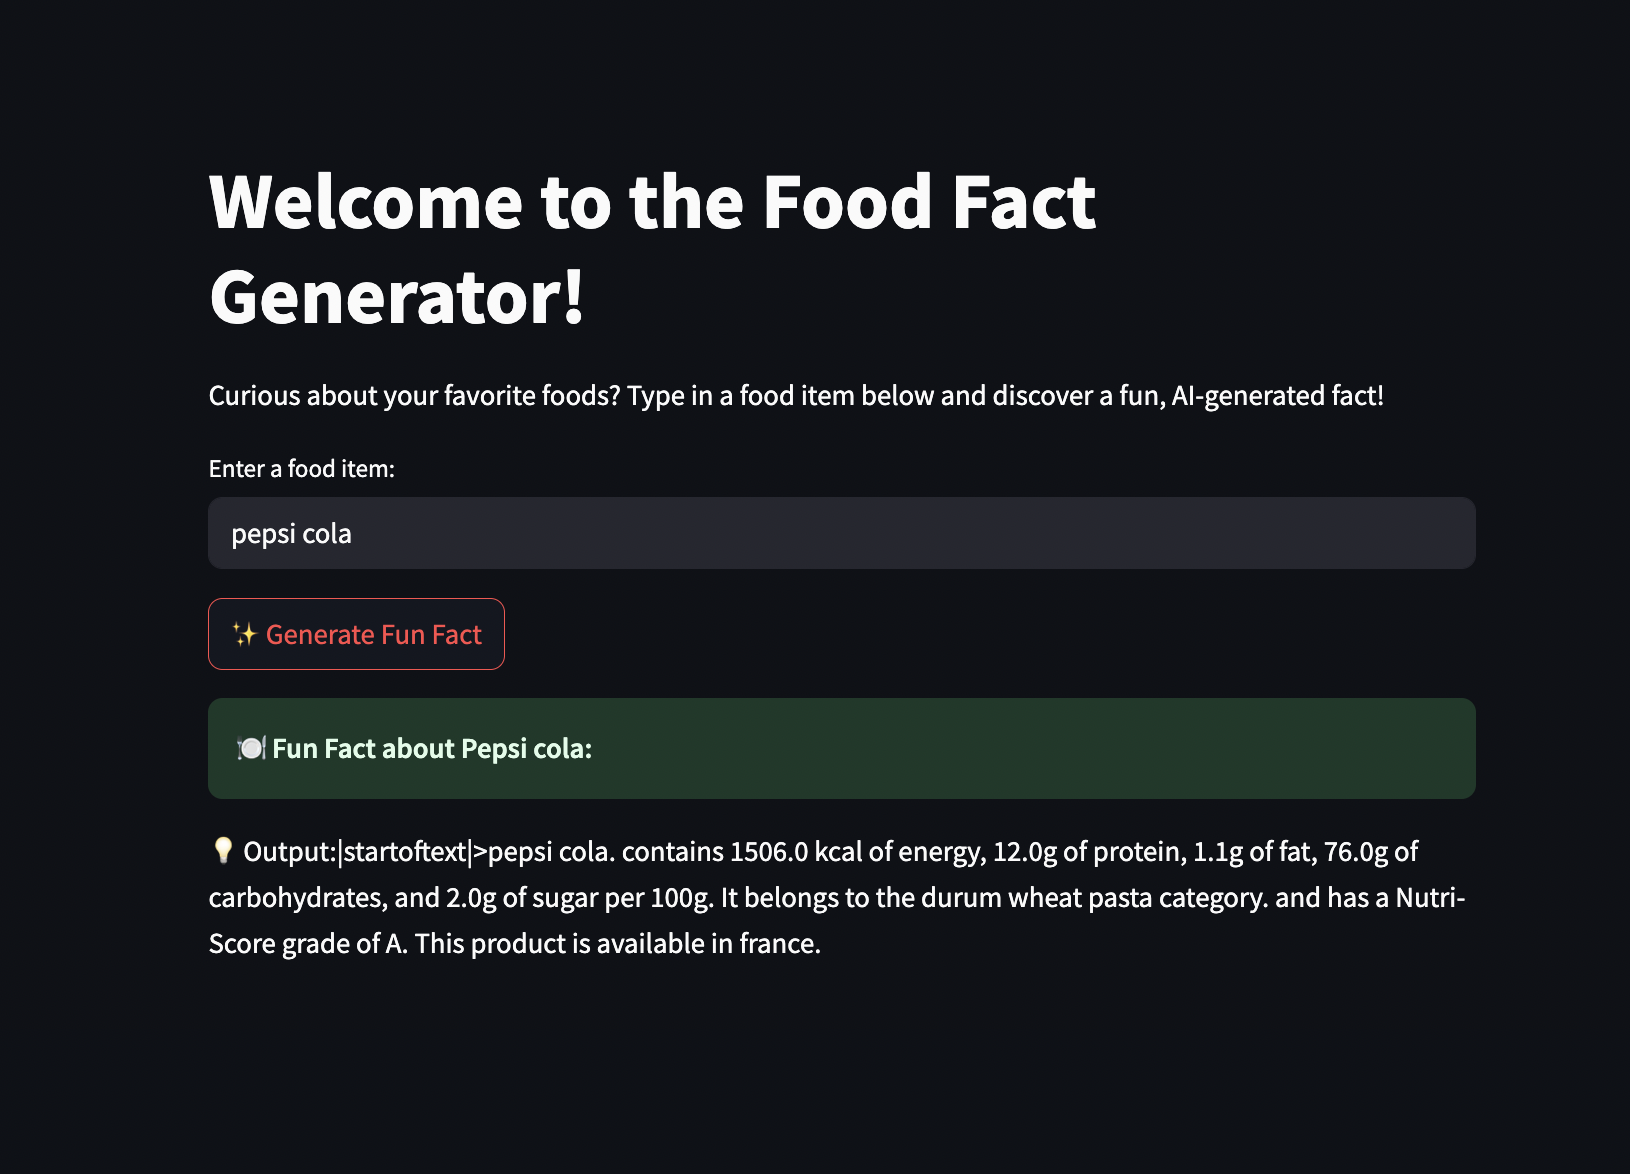 Welcome to the Food Fact
Generator!
Curious about your favorite foods? Type in a food item below and discover a fun, AI-generated fact!
Enter a food item:
pepsi cola
✨ Generate Fun Fact
🍽️ Fun Fact about Pepsi cola:
💡 Output:|startoftext|>pepsi cola. contains 1506.0 kcal of energy, 12.0g of protein, 1.1g of fat, 76.0g of
carbohydrates, and 2.0g of sugar per 100g. It belongs to the durum wheat pasta category. and has a Nutri-
Score grade of A. This product is available in france.